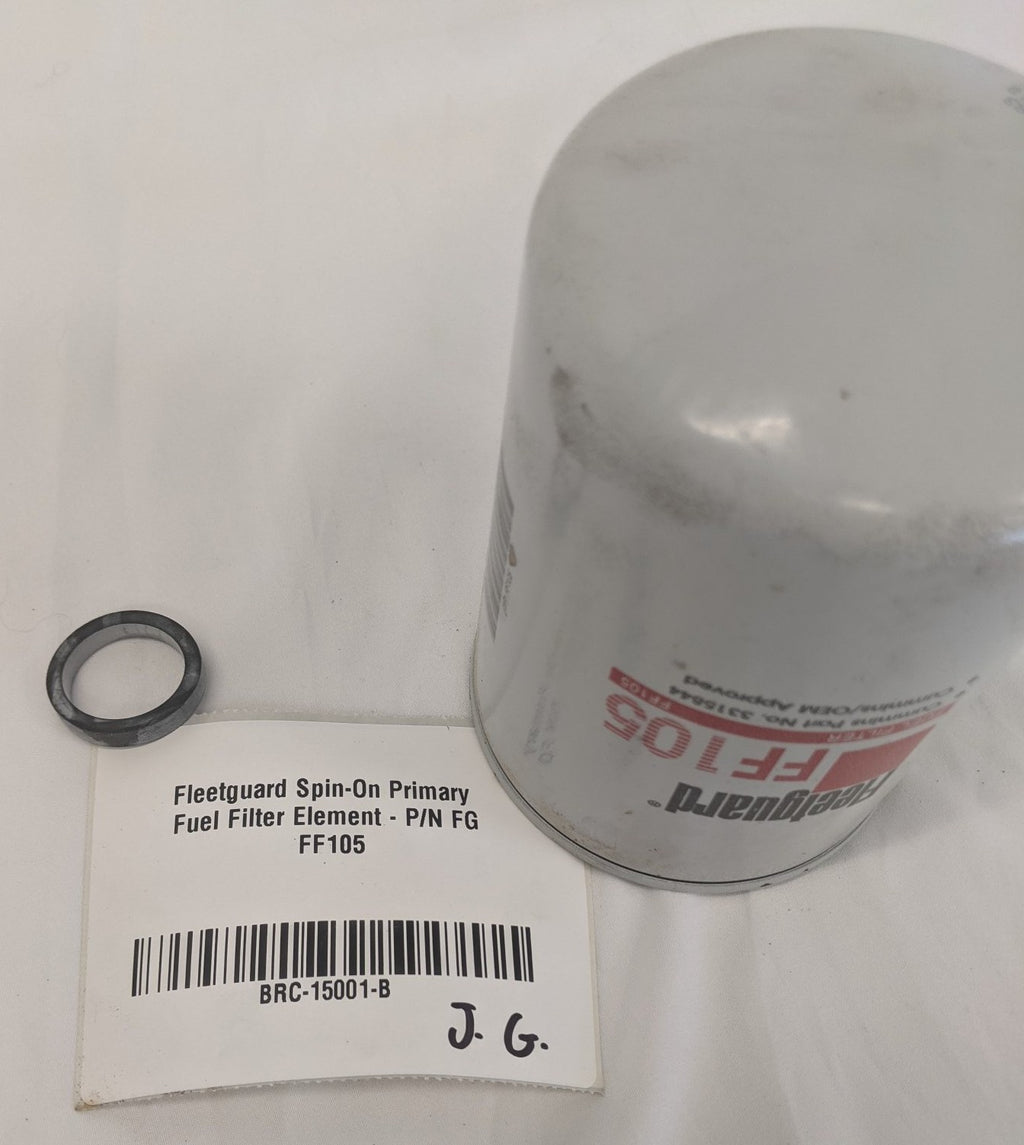 Fleetguard Spin-On Primary
Fuel Filter Element - P/N FG
FF105
BRC-15001-B
J. G.
Fleetguard®
FF105
FILTER FF105
Cummins Part No. 3315844
Cummins/OEM Approved